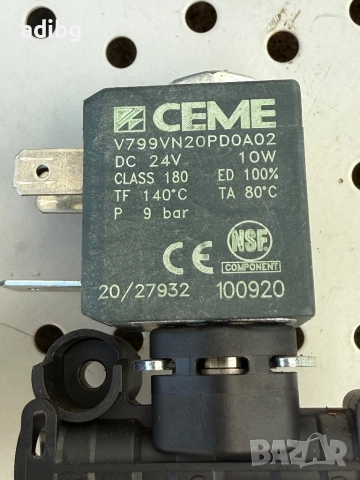 adibg
CEME
V799VN20PD0A02
DC 24V 10W
CLASS 180 ED 100%
TF 140°C TA 80°C
P 9 bar
CE NSF
COMPONENT
20/27932 100920
BAZAR